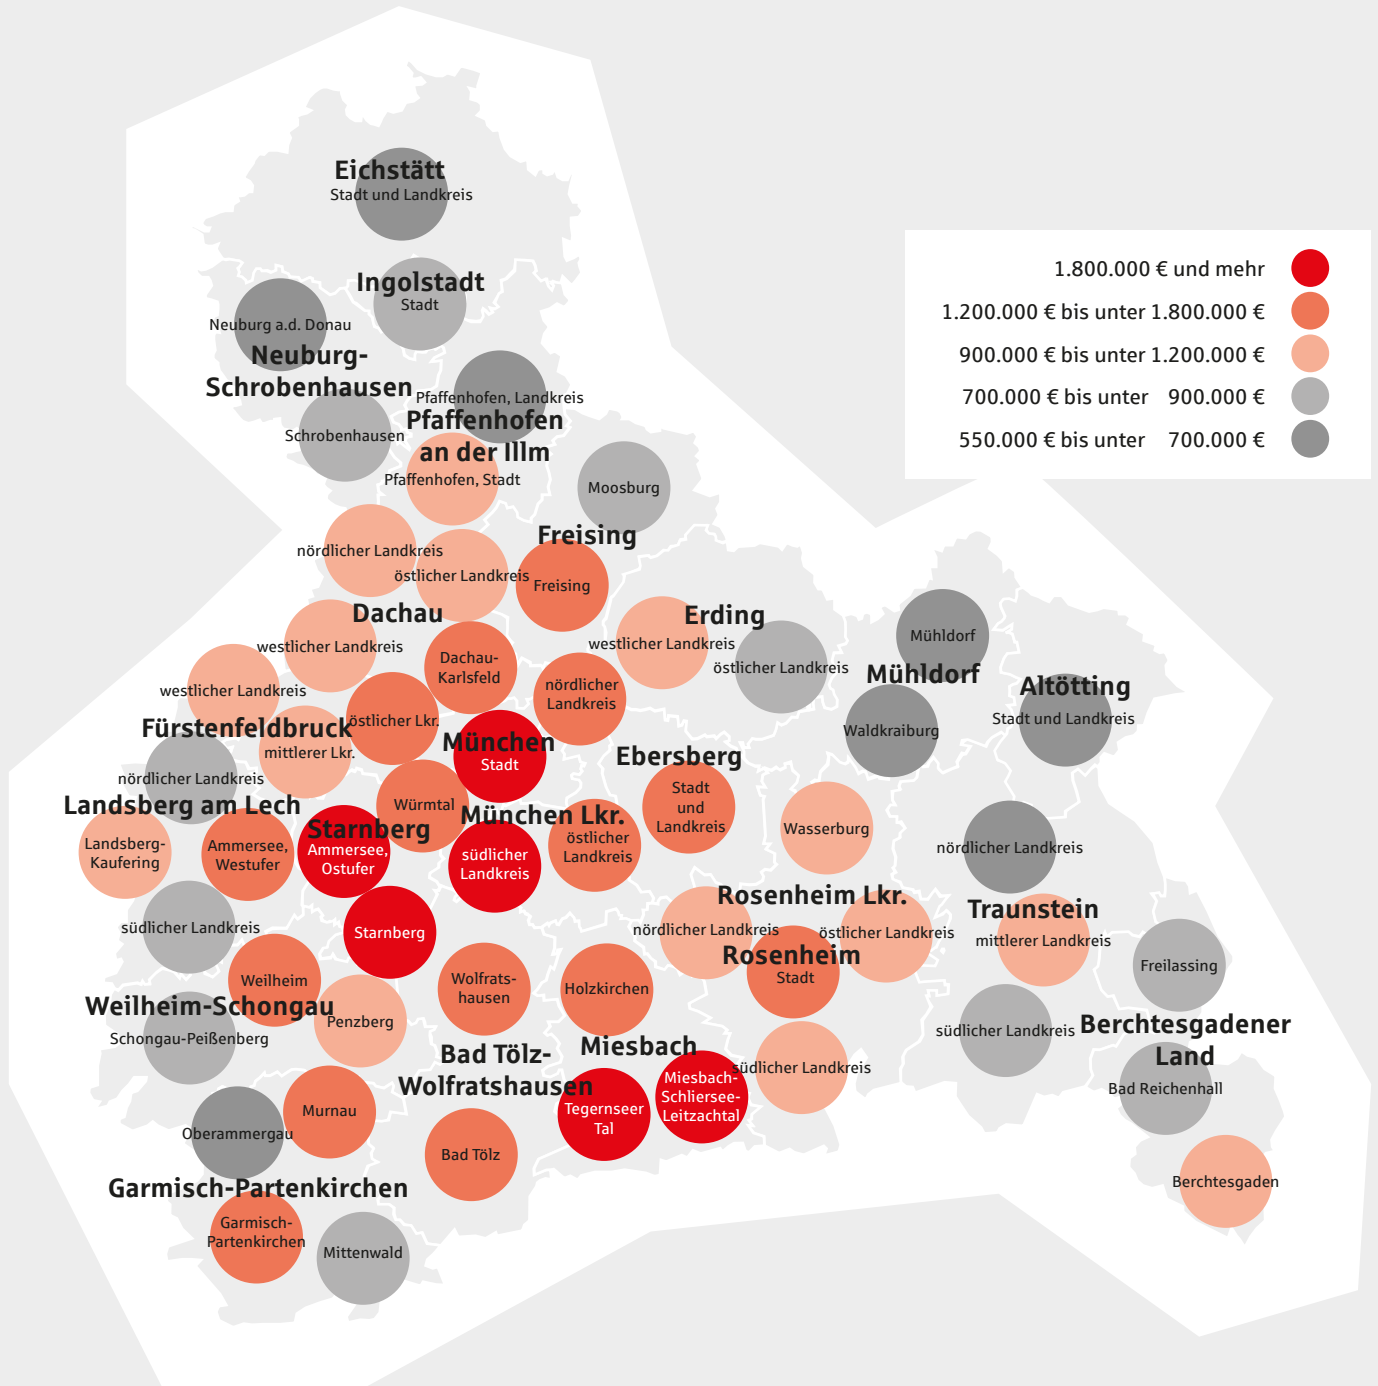 Eichstätt
Stadt und Landkreis
Ingolstadt
Stadt
Neuburg a.d. Donau
Neuburg-
Schrobenhausen
Schrobenhausen
Pfaffenhofen, Landkreis
Pfaffenhofen
an der Illm
Pfaffenhofen, Stadt
1.800.000 € und mehr
1.200.000 € bis unter 1.800.000 €
900.000 € bis unter 1.200.000 €
700.000 € bis unter 900.000 €
550.000 € bis unter 700.000 €
Moosburg
Freising
Freising
nördlicher Landkreis
östlicher Landkreis
Dachau
westlicher Landkreis
Dachau-
Karlsfeld
Erding
westlicher Landkreis
östlicher Landkreis
Mühldorf
Mühldorf
Waldkraiburg
Altötting
Stadt und Landkreis
westlicher Landkreis
Fürstenfeldbruck
östlicher Lkr.
mittlerer Lkr.
nördlicher
Landkreis
München
Stadt
Ebersberg
Stadt
und
Landkreis
nördlicher Landkreis
Landsberg am Lech
Landsberg-
Kaufering
Ammersee,
Westufer
südlicher Landkreis
Würmtal
Starnberg
Ammersee,
Ostufer
Starnberg
München Lkr.
südlicher
Landkreis
östlicher
Landkreis
Wasserburg
Rosenheim Lkr.
nördlicher Landkreis
östlicher Landkreis
Rosenheim
Stadt
südlicher Landkreis
nördlicher Landkreis
Traunstein
mittlerer Landkreis
südlicher Landkreis
Freilassing
Berchtesgadener
Land
Bad Reichenhall
Berchtesgaden
Weilheim
Weilheim-Schongau
Schongau-Peißenberg
Penzberg
Wolfrats-
hausen
Bad Tölz-
Wolfratshausen
Bad Tölz
Holzkirchen
Miesbach
Tegernseer
Tal
Miesbach-
Schliersee-
Leitzachtal
Murnau
Oberammergau
Garmisch-Partenkirchen
Garmisch-
Partenkirchen
Mittenwald